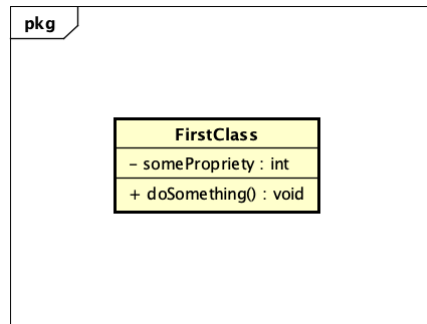 pkg
FirstClass
- somePropriety : int
+ doSomething() : void